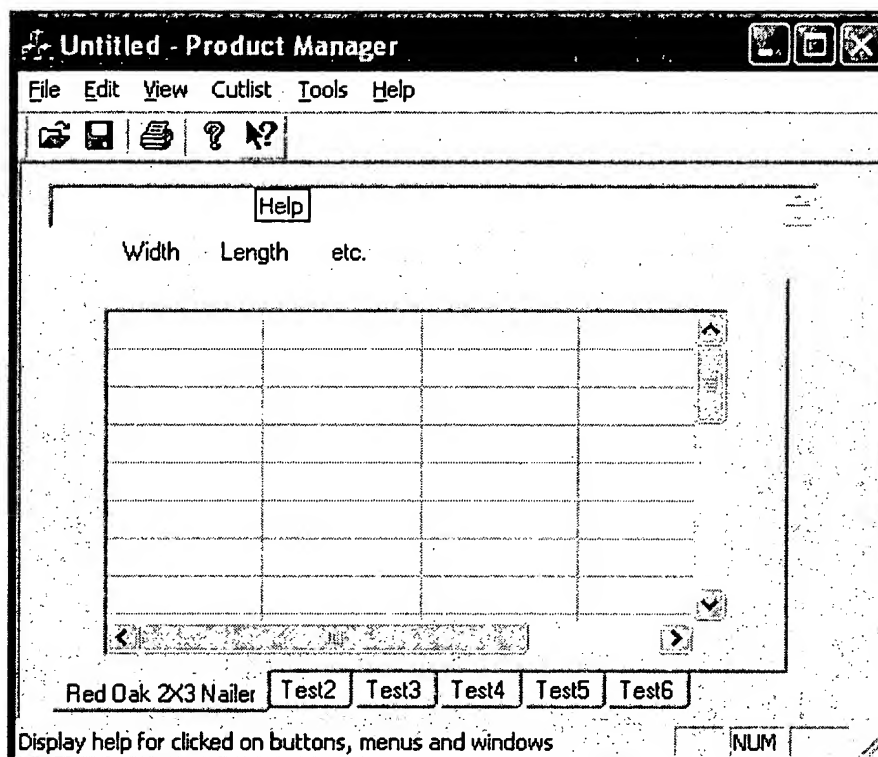 Untitled - Product Manager
File Edit View Cutlist Tools Help
Help
Width Length etc.
Red Oak 2X3 Nailer Test2 Test3 Test4 Test5 Test6
Display help for clicked on buttons, menus and windows NUM